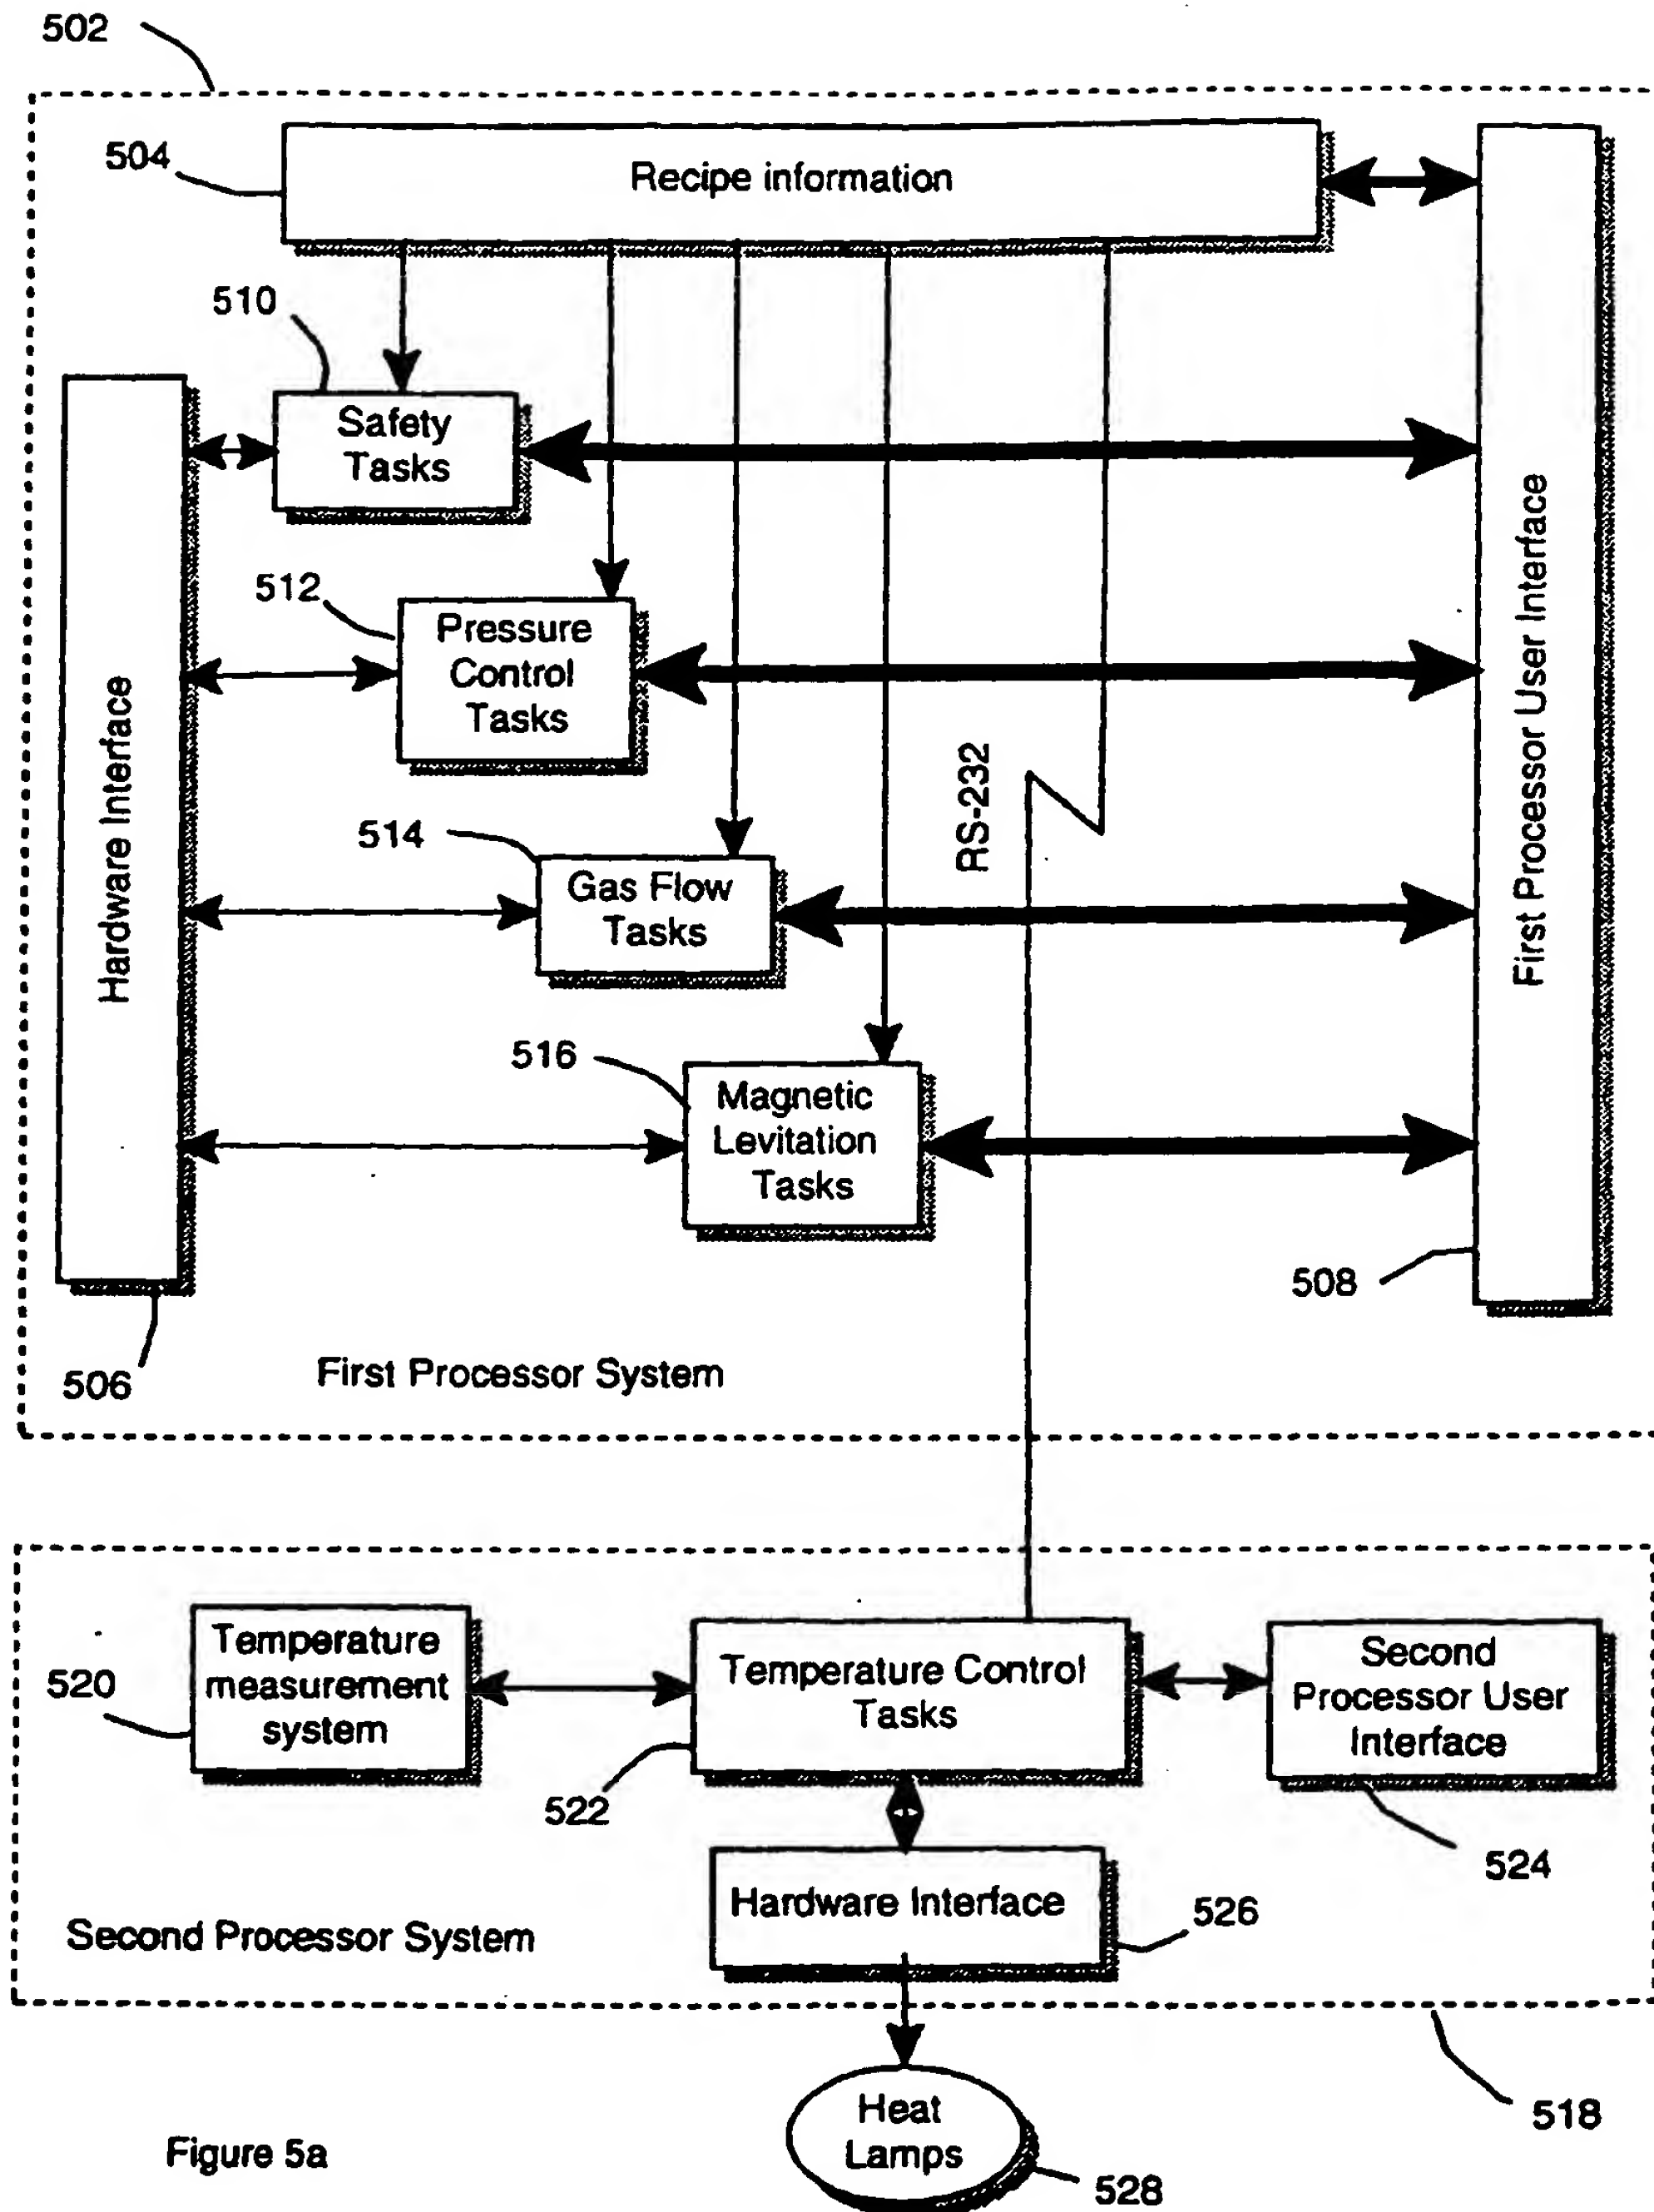 502
504
Recipe information
510
Safety
Tasks
512
Pressure
Control
Tasks
Hardware Interface
First Processor User Interface
RS-232
514
Gas Flow
Tasks
516
Magnetic
Levitation
Tasks
508
506
First Processor System
520
Temperature
measurement
system
Temperature Control
Tasks
Second
Processor User
Interface
522
524
Hardware Interface
526
Second Processor System
518
Heat
Lamps
528
Figure 5a